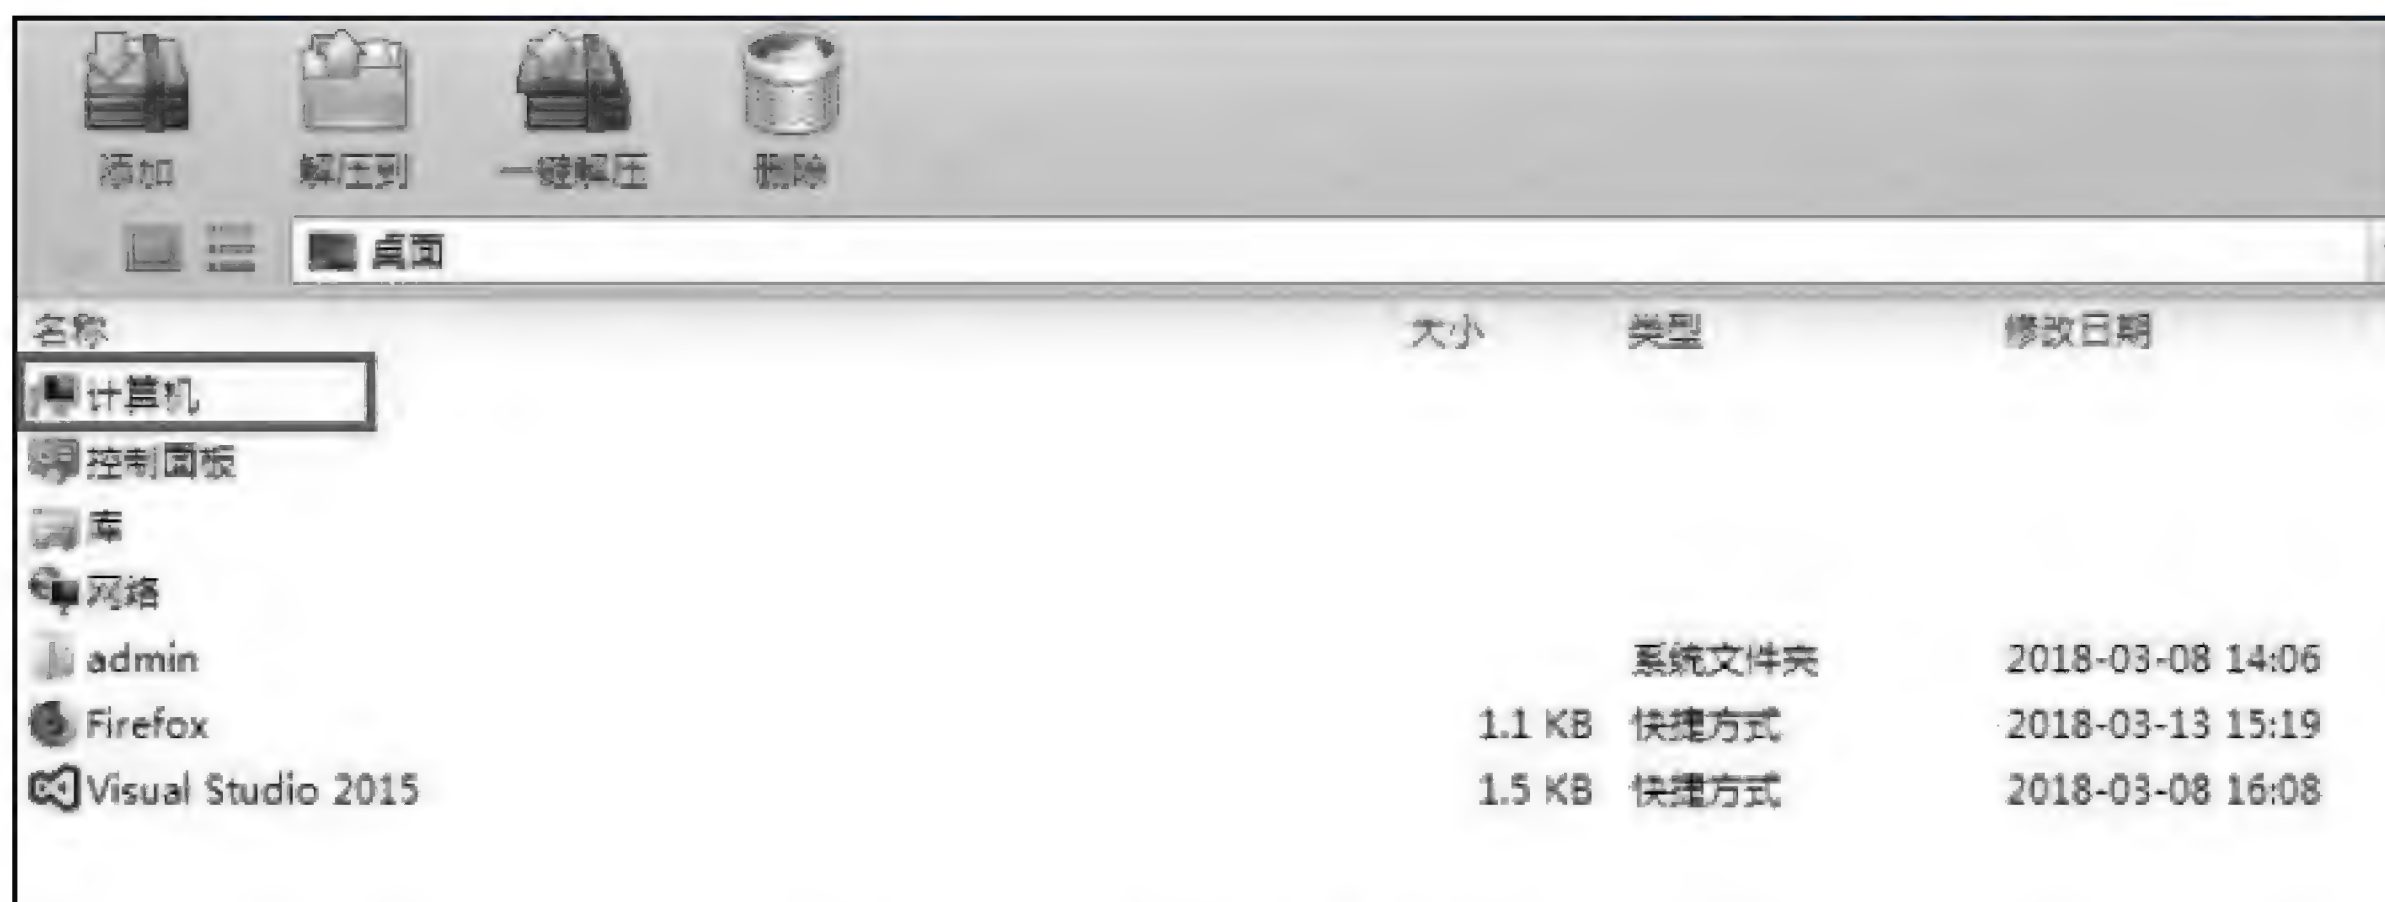 添加 解压到 一键解压 删除
桌面
名称 大小 类型 修改日期
计算机
控制面板
库
网络
admin 系统文件夹 2018-03-08 14:06
Firefox 1.1 KB 快捷方式 2018-03-13 15:19
Visual Studio 2015 1.5 KB 快捷方式 2018-03-08 16:08